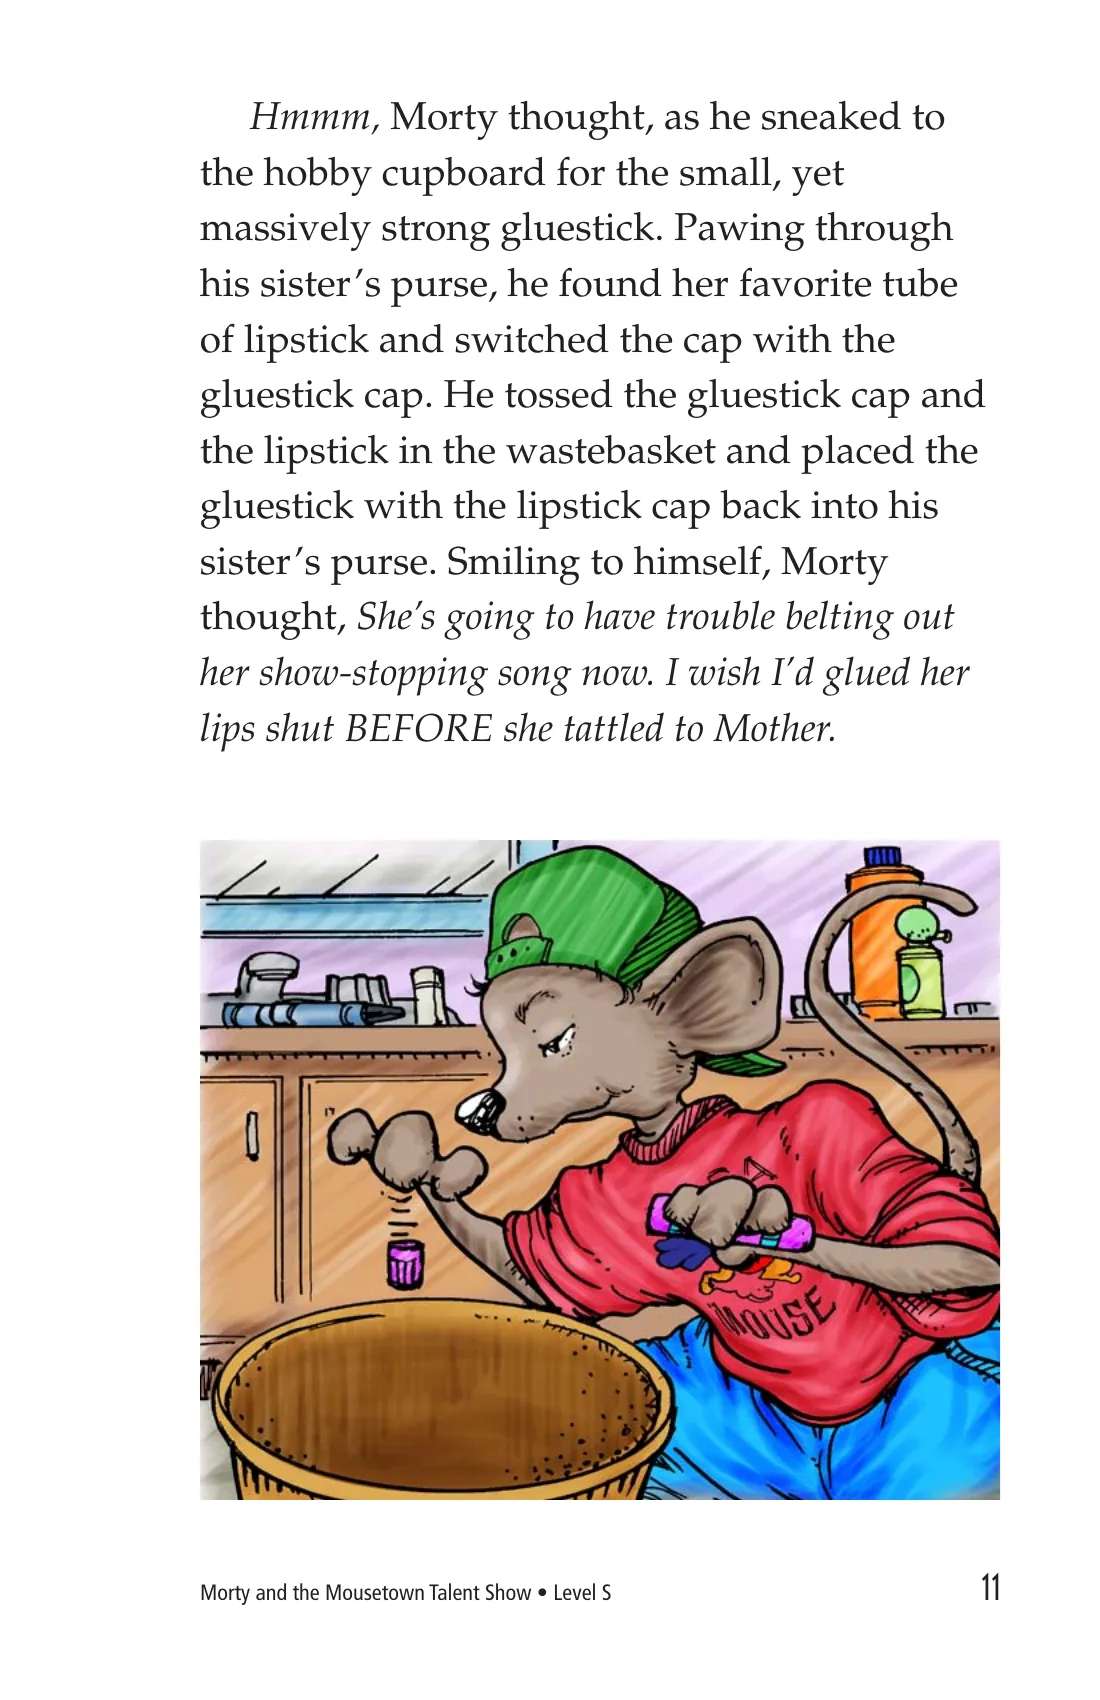 Hmmm, Morty thought, as he sneaked to
the hobby cupboard for the small, yet
massively strong gluestick. Pawing through
his sister’s purse, he found her favorite tube
of lipstick and switched the cap with the
gluestick cap. He tossed the gluestick cap and
the lipstick in the wastebasket and placed the
gluestick with the lipstick cap back into his
sister’s purse. Smiling to himself, Morty
thought, She’s going to have trouble belting out
her show-stopping song now. I wish I’d glued her
lips shut BEFORE she tattled to Mother.
MOUSE
Morty and the Mousetown Talent Show • Level S
11